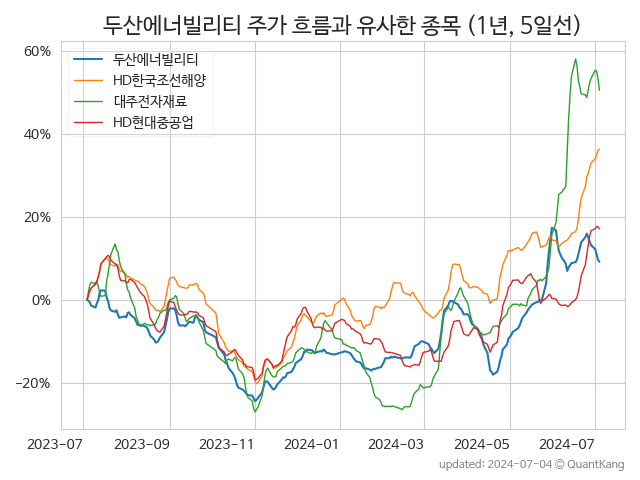 두산에너빌리티 주가 흐름과 유사한 종목 (1년, 5일선)
두산에너빌리티
HD한국조선해양
대주전자재료
HD현대중공업
60%
40%
20%
0%
−20%
2023-07 2023-09 2023-11 2024-01 2024-03 2024-05 2024-07
updated: 2024-07-04 © QuantKang